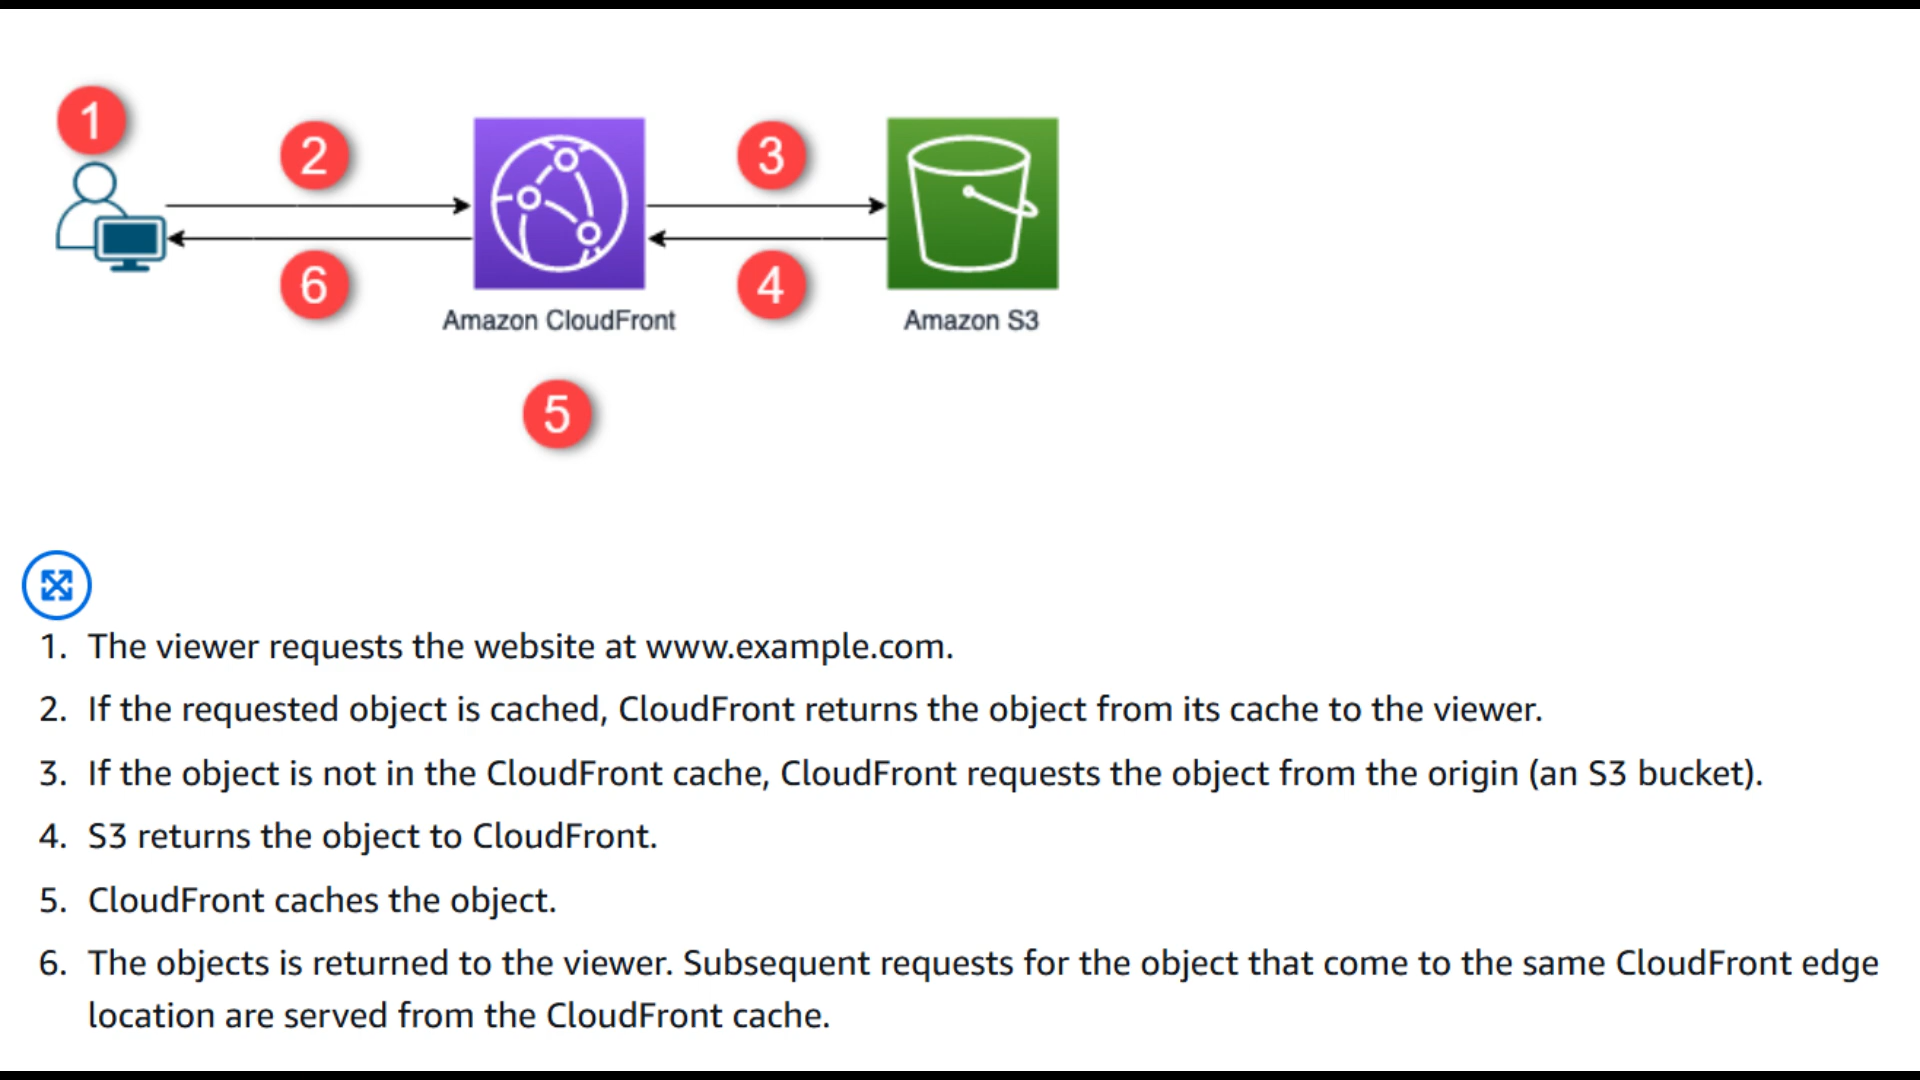 1
2
3
6
4
Amazon CloudFront
Amazon S3
5
1. The viewer requests the website at www.example.com.
2. If the requested object is cached, CloudFront returns the object from its cache to the viewer.
3. If the object is not in the CloudFront cache, CloudFront requests the object from the origin (an S3 bucket).
4. S3 returns the object to CloudFront.
5. CloudFront caches the object.
6. The objects is returned to the viewer. Subsequent requests for the object that come to the same CloudFront edge
location are served from the CloudFront cache.